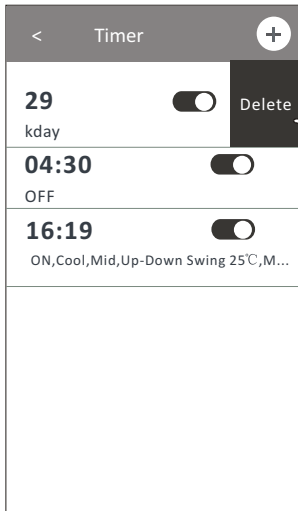 < Timer +
29 Delete
kday
04:30
OFF
16:19
ON,Cool,Mid,Up-Down Swing 25℃,M...